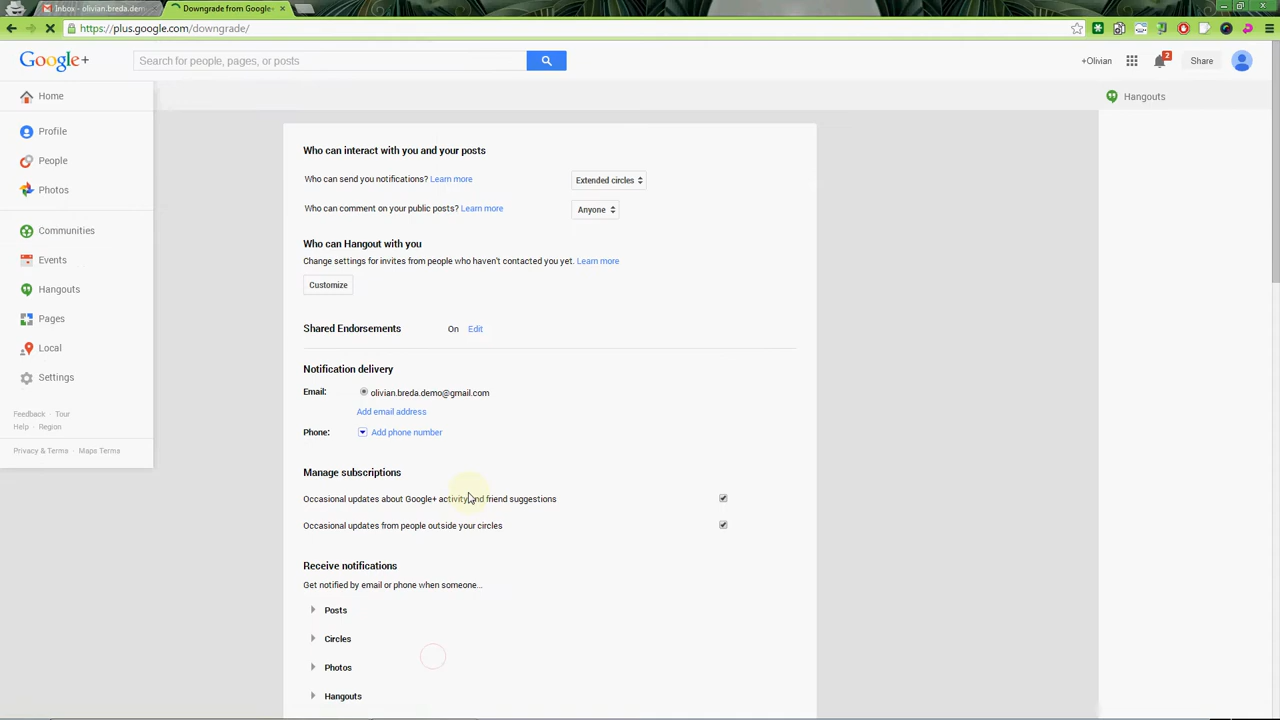 Inbox - olivian.breda.dem
Downgrade from Google+
https://plus.google.com/downgrade/
Google+
Search for people, pages, or posts
+Olivian
2
Share
Home
Hangouts
Profile
People
Photos
Communities
Events
Hangouts
Pages
Local
Settings
Feedback · Tour
Help · Region
Privacy & Terms · Maps Terms
Who can interact with you and your posts
Who can send you notifications? Learn more
Extended circles
Who can comment on your public posts? Learn more
Anyone
Who can Hangout with you
Change settings for invites from people who haven't contacted you yet. Learn more
Customize
Shared Endorsements On Edit
Notification delivery
Email: olivian.breda.demo@gmail.com
Add email address
Phone: Add phone number
Manage subscriptions
Occasional updates about Google+ activity and friend suggestions
Occasional updates from people outside your circles
Receive notifications
Get notified by email or phone when someone...
Posts
Circles
Photos
Hangouts